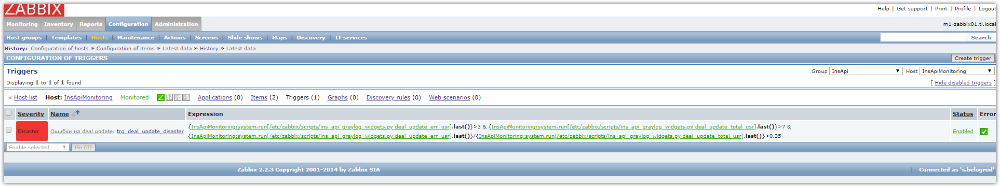 ZABBIX
Help | Get support | Print | Profile | Logout
Monitoring Inventory Reports Configuration Administration
m1-zabbix01.ti.local
Host groups | Templates | Hosts | Maintenance | Actions | Screens | Slide shows | Maps | Discovery | IT services
Search
History: Configuration of hosts » Configuration of items » Latest data » History » Latest data
CONFIGURATION OF TRIGGERS
Create trigger
Triggers
Group InsApi Host InsApiMonitoring
Displaying 1 to 1 of 1 found
[ Hide disabled triggers ]
« Host list Host: InsApiMonitoring Monitored Z Applications (0) Items (2) Triggers (1) Graphs (0) Discovery rules (0) Web scenarios (0)
Severity Name Expression Status Error
Disaster Ошибки на deal update: trg_deal_update_disaster
{InsApiMonitoring:system.run[/etc/zabbix/scripts/ins_api_graylog_widgets.py deal_update_err_usr].last()}>3 & {InsApiMonitoring:system.run[/etc/zabbix/scripts/ins_api_graylog_widgets.py deal_update_total_usr].last()}>7 &
{InsApiMonitoring:system.run[/etc/zabbix/scripts/ins_api_graylog_widgets.py deal_update_err_usr].last()}/{InsApiMonitoring:system.run[/etc/zabbix/scripts/ins_api_graylog_widgets.py deal_update_total_usr].last()}>0.35
Enabled
Enable selected Go (0)
Zabbix 2.2.3 Copyright 2001-2014 by Zabbix SIA
| Connected as 's.belogrud'